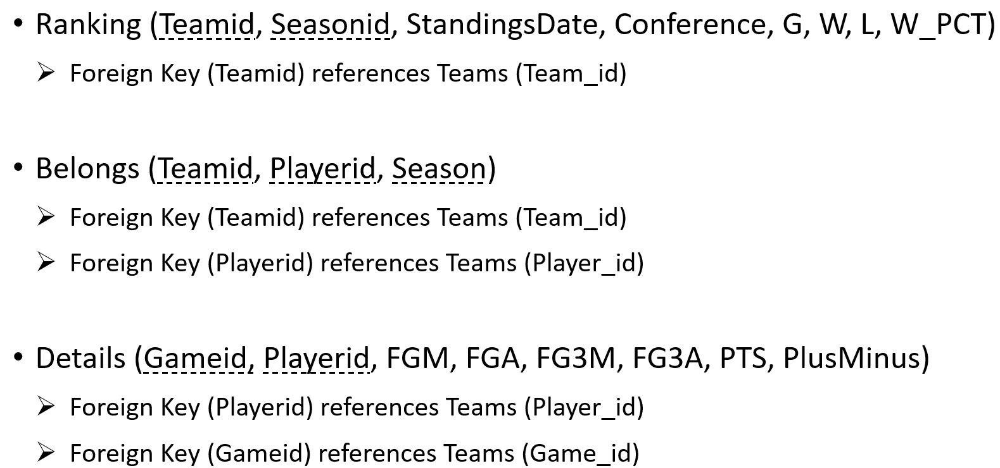 • Ranking (Teamid, Seasonid, StandingsDate, Conference, G, W, L, W_PCT)
➢ Foreign Key (Teamid) references Teams (Team_id)
• Belongs (Teamid, Playerid, Season)
➢ Foreign Key (Teamid) references Teams (Team_id)
➢ Foreign Key (Playerid) references Teams (Player_id)
• Details (Gameid, Playerid, FGM, FGA, FG3M, FG3A, PTS, PlusMinus)
➢ Foreign Key (Playerid) references Teams (Player_id)
➢ Foreign Key (Gameid) references Teams (Game_id)